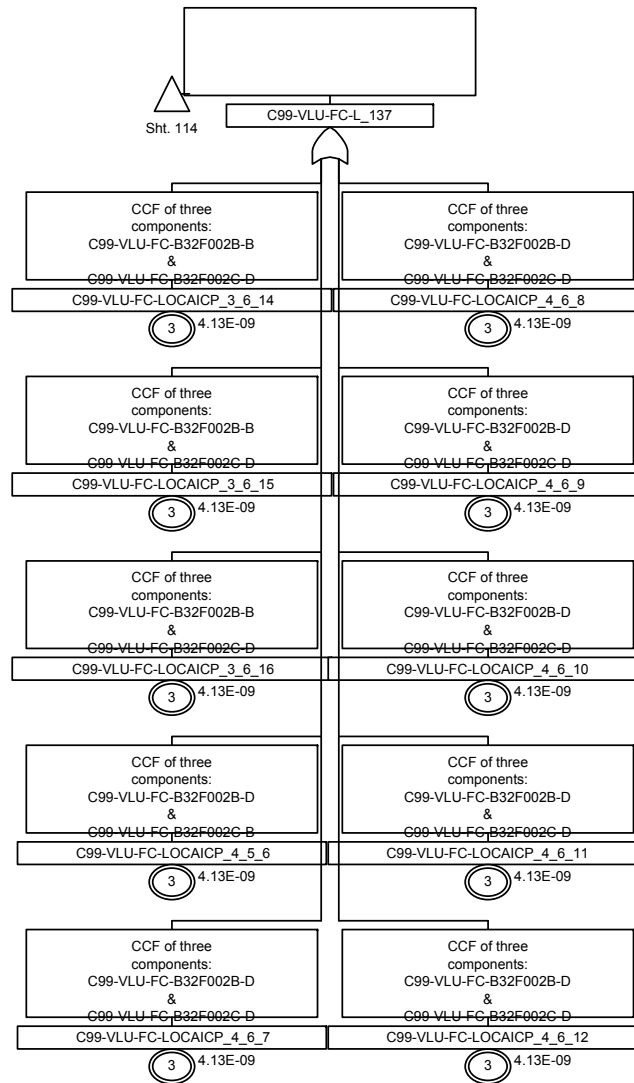 C99-VLU-FC-L_137
Sht. 114
CCF of three
components:
C99-VLU-FC-B32F002B-B
&
C99-VLU-FC-B32F002C-D
C99-VLU-FC-LOCAICP_3_6_14
3
4.13E-09
CCF of three
components:
C99-VLU-FC-B32F002B-D
&
C99-VLU-FC-B32F002C-D
C99-VLU-FC-LOCAICP_4_6_8
3
4.13E-09
CCF of three
components:
C99-VLU-FC-B32F002B-B
&
C99-VLU-FC-B32F002C-D
C99-VLU-FC-LOCAICP_3_6_15
3
4.13E-09
CCF of three
components:
C99-VLU-FC-B32F002B-D
&
C99-VLU-FC-B32F002C-D
C99-VLU-FC-LOCAICP_4_6_9
3
4.13E-09
CCF of three
components:
C99-VLU-FC-B32F002B-B
&
C99-VLU-FC-B32F002C-D
C99-VLU-FC-LOCAICP_3_6_16
3
4.13E-09
CCF of three
components:
C99-VLU-FC-B32F002B-D
&
C99-VLU-FC-B32F002C-D
C99-VLU-FC-LOCAICP_4_6_10
3
4.13E-09
CCF of three
components:
C99-VLU-FC-B32F002B-D
&
C99-VLU-FC-B32F002C-B
C99-VLU-FC-LOCAICP_4_5_6
3
4.13E-09
CCF of three
components:
C99-VLU-FC-B32F002B-D
&
C99-VLU-FC-B32F002C-D
C99-VLU-FC-LOCAICP_4_6_11
3
4.13E-09
CCF of three
components:
C99-VLU-FC-B32F002B-D
&
C99-VLU-FC-B32F002C-D
C99-VLU-FC-LOCAICP_4_6_7
3
4.13E-09
CCF of three
components:
C99-VLU-FC-B32F002B-D
&
C99-VLU-FC-B32F002C-D
C99-VLU-FC-LOCAICP_4_6_12
3
4.13E-09